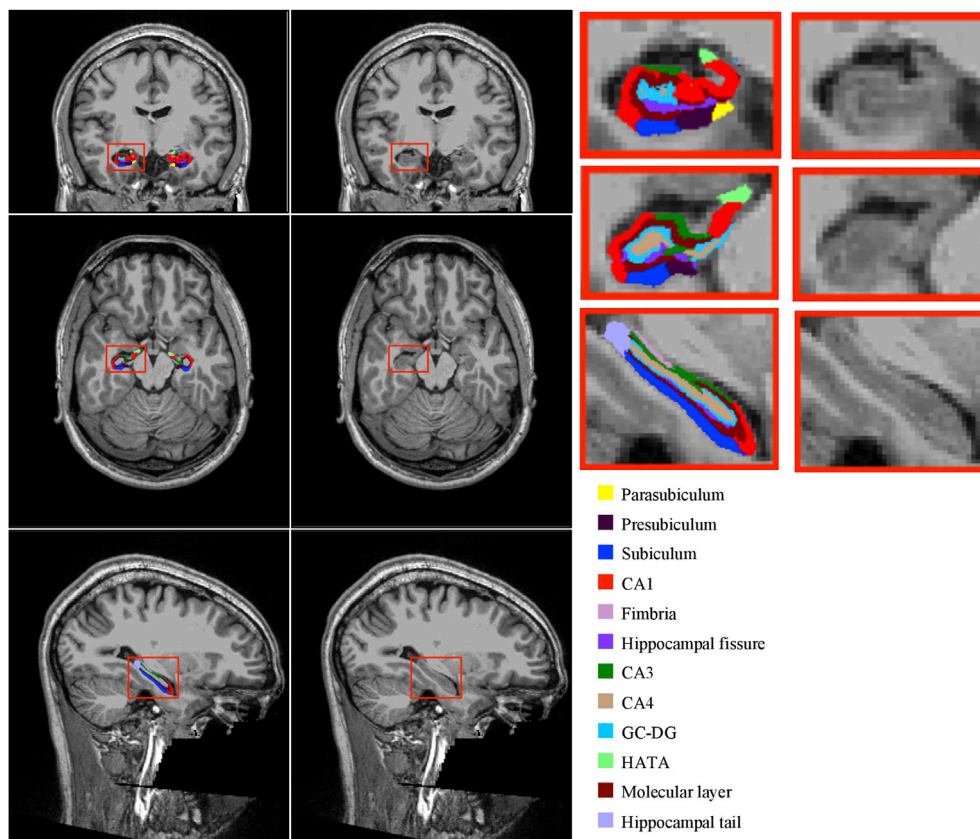 Parasubiculum
Presubiculum
Subiculum
CA1
Fimbria
Hippocampal fissure
CA3
CA4
GC-DG
HATA
Molecular layer
Hippocampal tail